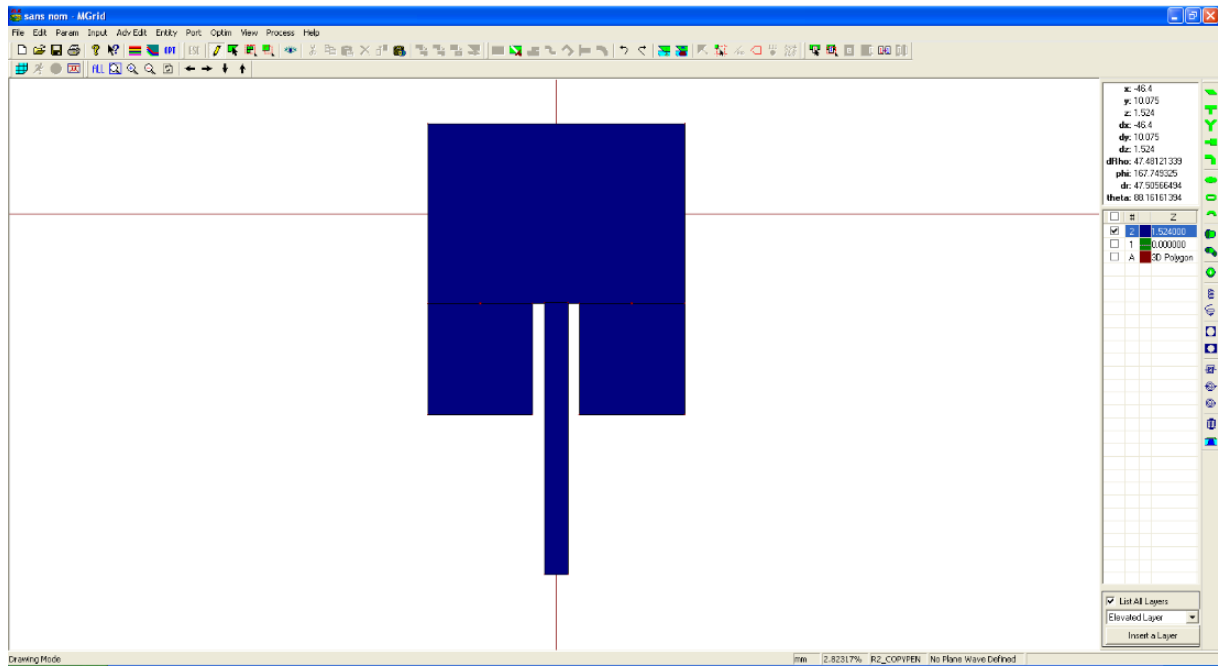 sans nom - MGrid
File Edit Param Input Adv Edit Entity Port Optim View Process Help
ALL
x: -46.4
y: 10.075
z: 1.524
dx: -46.4
dy: 10.075
dz: 1.524
dRho: 47.48121339
phi: 167.749325
dr: 47.50566494
theta: 88.16161394
# Z
2 1.524000
1 0.000000
A 3D Polygon
List All Layers
Elevated Layer
Insert a Layer
Drawing Mode mm 2.82317% R2_COPYPEN No Plane Wave Defined